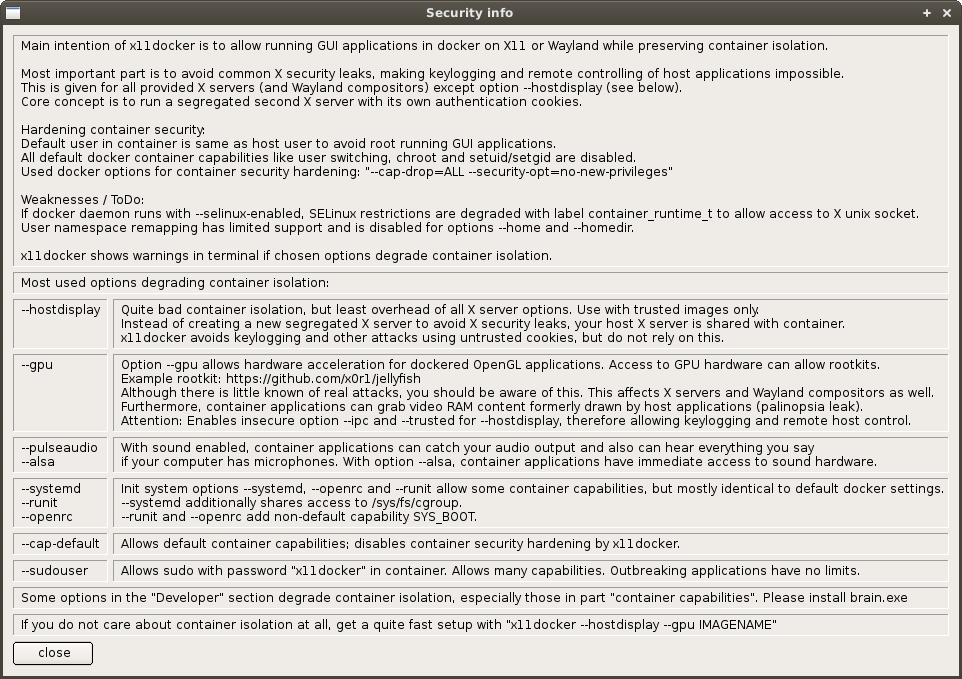 Security info
Main intention of x11docker is to allow running GUI applications in docker on X11 or Wayland while preserving container isolation.
Most important part is to avoid common X security leaks, making keylogging and remote controlling of host applications impossible.
This is given for all provided X servers (and Wayland compositors) except option --hostdisplay (see below).
Core concept is to run a segregated second X server with its own authentication cookies.
Hardening container security:
Default user in container is same as host user to avoid root running GUI applications.
All default docker container capabilities like user switching, chroot and setuid/setgid are disabled.
Used docker options for container security hardening: "--cap-drop=ALL --security-opt=no-new-privileges"
Weaknesses / ToDo:
If docker daemon runs with --selinux-enabled, SELinux restrictions are degraded with label container_runtime_t to allow access to X unix socket.
User namespace remapping has limited support and is disabled for options --home and --homedir.
x11docker shows warnings in terminal if chosen options degrade container isolation.
Most used options degrading container isolation:
--hostdisplay
Quite bad container isolation, but least overhead of all X server options. Use with trusted images only.
Instead of creating a new segregated X server to avoid X security leaks, your host X server is shared with container.
x11docker avoids keylogging and other attacks using untrusted cookies, but do not rely on this.
--gpu
Option --gpu allows hardware acceleration for dockered OpenGL applications. Access to GPU hardware can allow rootkits.
Example rootkit: https://github.com/x0r1/jellyfish
Although there is little known of real attacks, you should be aware of this. This affects X servers and Wayland compositors as well.
Furthermore, container applications can grab video RAM content formerly drawn by host applications (palinopsia leak).
Attention: Enables insecure option --ipc and --trusted for --hostdisplay, therefore allowing keylogging and remote host control.
--pulseaudio
--alsa
With sound enabled, container applications can catch your audio output and also can hear everything you say
if your computer has microphones. With option --alsa, container applications have immediate access to sound hardware.
--systemd
--runit
--openrc
Init system options --systemd, --openrc and --runit allow some container capabilities, but mostly identical to default docker settings.
--systemd additionally shares access to /sys/fs/cgroup.
--runit and --openrc add non-default capability SYS_BOOT.
--cap-default
Allows default container capabilities; disables container security hardening by x11docker.
--sudouser
Allows sudo with password "x11docker" in container. Allows many capabilities. Outbreaking applications have no limits.
Some options in the "Developer" section degrade container isolation, especially those in part "container capabilities". Please install brain.exe
If you do not care about container isolation at all, get a quite fast setup with "x11docker --hostdisplay --gpu IMAGENAME"
close